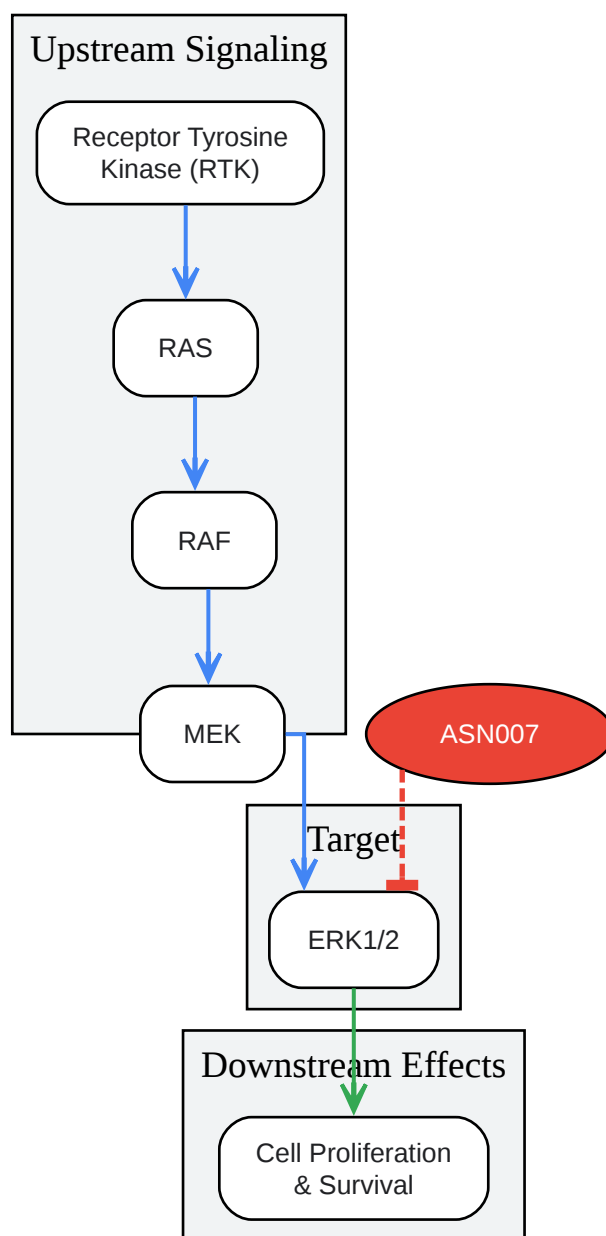 Upstream Signaling
Receptor Tyrosine
Kinase (RTK)
RAS
RAF
MEK
ASN007
Target
ERK1/2
Downstream Effects
Cell Proliferation
& Survival